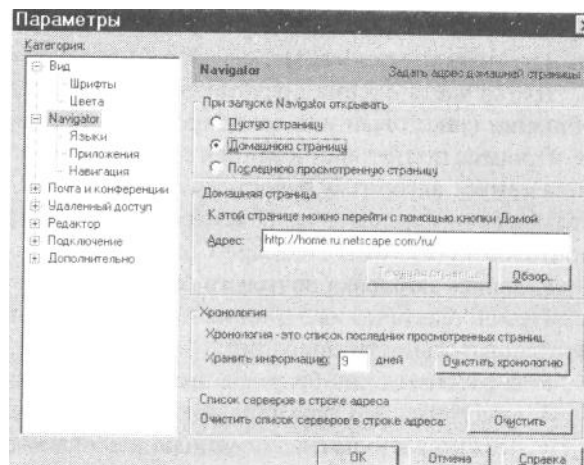 Параметры
Категория:
Вид
Шрифты
Цвета
Navigator
Языки
Приложения
Навигация
Почта и конференции
Удаленный доступ
Редактор
Подключение
Дополнительно
Navigator Задать адрес домашней страницы
При запуске Navigator открывать
Пустую страницу
Домашнюю страницу
Последнюю просмотренную страницу
Домашняя страница
К этой странице можно перейти с помощью кнопки Домой.
Адрес: http://home.ru.netscape.com/ru/
Текущая страница Обзор...
Хронология
Хронология - это список последних просмотренных страниц.
Хранить информацию: 9 дней Очистить хронологию
Список серверов в строке адреса
Очистить список серверов в строке адреса: Очистить
OK Отмена Справка